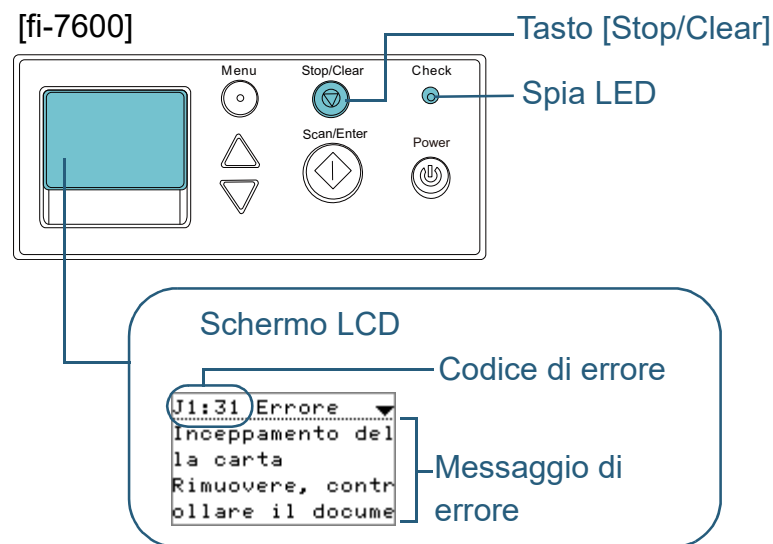 [fi-7600]
Tasto [Stop/Clear]
Menu
Stop/Clear
Check
Spia LED
Scan/Enter
Power
Schermo LCD
Codice di errore
J1:31 Errore
Inceppamento del
la carta
Rimuovere, contr
ollare il docume
Messaggio di
errore